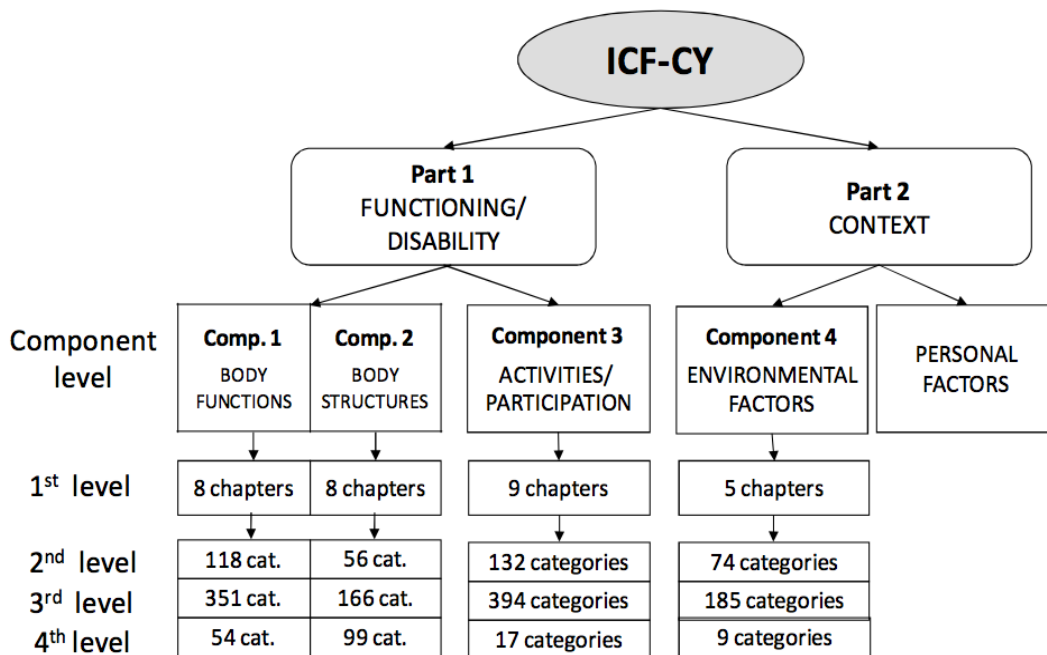 ICF-CY
Part 1
FUNCTIONING/
DISABILITY
Part 2
CONTEXT
Component
level
Comp. 1
BODY
FUNCTIONS
Comp. 2
BODY
STRUCTURES
Component 3
ACTIVITIES/
PARTICIPATION
Component 4
ENVIRONMENTAL
FACTORS
PERSONAL
FACTORS
1st level
8 chapters
8 chapters
9 chapters
5 chapters
2nd level
118 cat.
56 cat.
132 categories
74 categories
3rd level
351 cat.
166 cat.
394 categories
185 categories
4th level
54 cat.
99 cat.
17 categories
9 categories